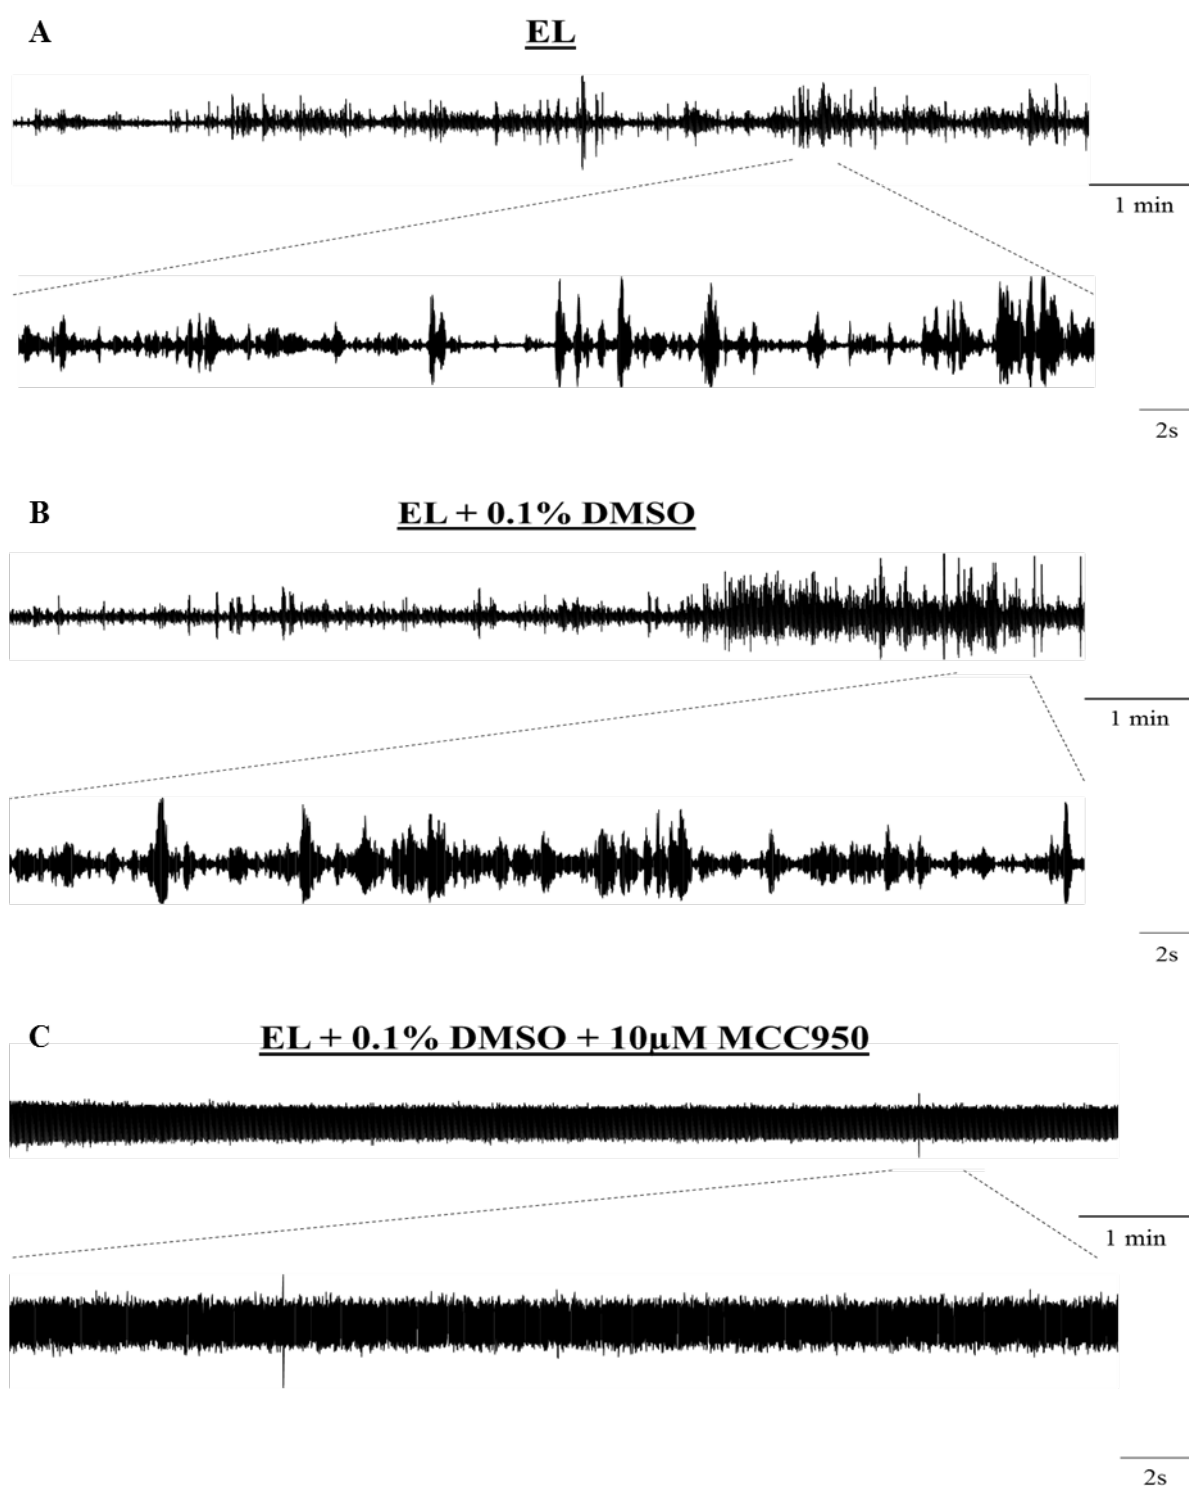 A
EL
1 min
2s
B
EL + 0.1% DMSO
1 min
2s
C
EL + 0.1% DMSO + 10μM MCC950
1 min
2s